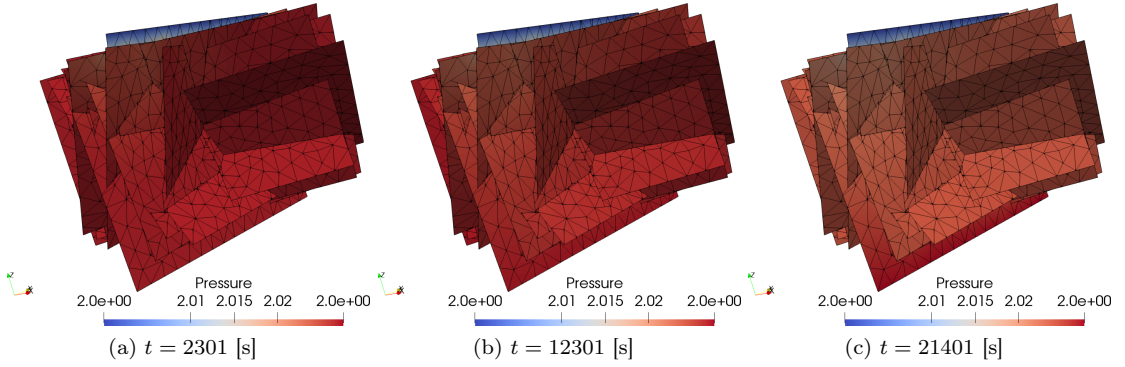 Pressure Pressure Pressure
2.0e+00 2.01 2.015 2.02 2.0e+00 2.0e+00 2.01 2.015 2.02 2.0e+00 2.0e+00 2.01 2.015 2.02 2.0e+00
(a) t = 2301 [s] (b) t = 12301 [s] (c) t = 21401 [s]